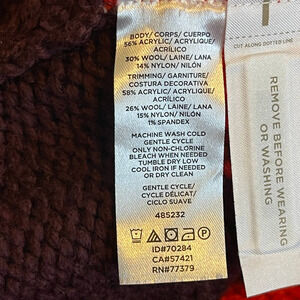 BODY/ CORPS/ CUERPO
56% ACRYLIC/ ACRYLIQUE/
ACRÍLICO
30% WOOL/ LAINE/ LANA
14% NYLON/ NILÓN
TRIMMING/ GARNITURE/
COSTURA DECORATIVA
58% ACRYLIC/ ACRYLIQUE/
ACRÍLICO
26% WOOL/ LAINE/ LANA
15% NYLON/ NILÓN
1% SPANDEX
MACHINE WASH COLD
GENTLE CYCLE
ONLY NON-CHLORINE
BLEACH WHEN NEEDED
TUMBLE DRY LOW
COOL IRON IF NEEDED
OR DRY CLEAN
GENTLE CYCLE/
CYCLE DÉLICAT/
CICLO SUAVE
485232
ID#70284
CA#57421
RN#77379
CUT ALONG DOTTED LINE
REMOVE BEFORE WEARING
OR WASHING